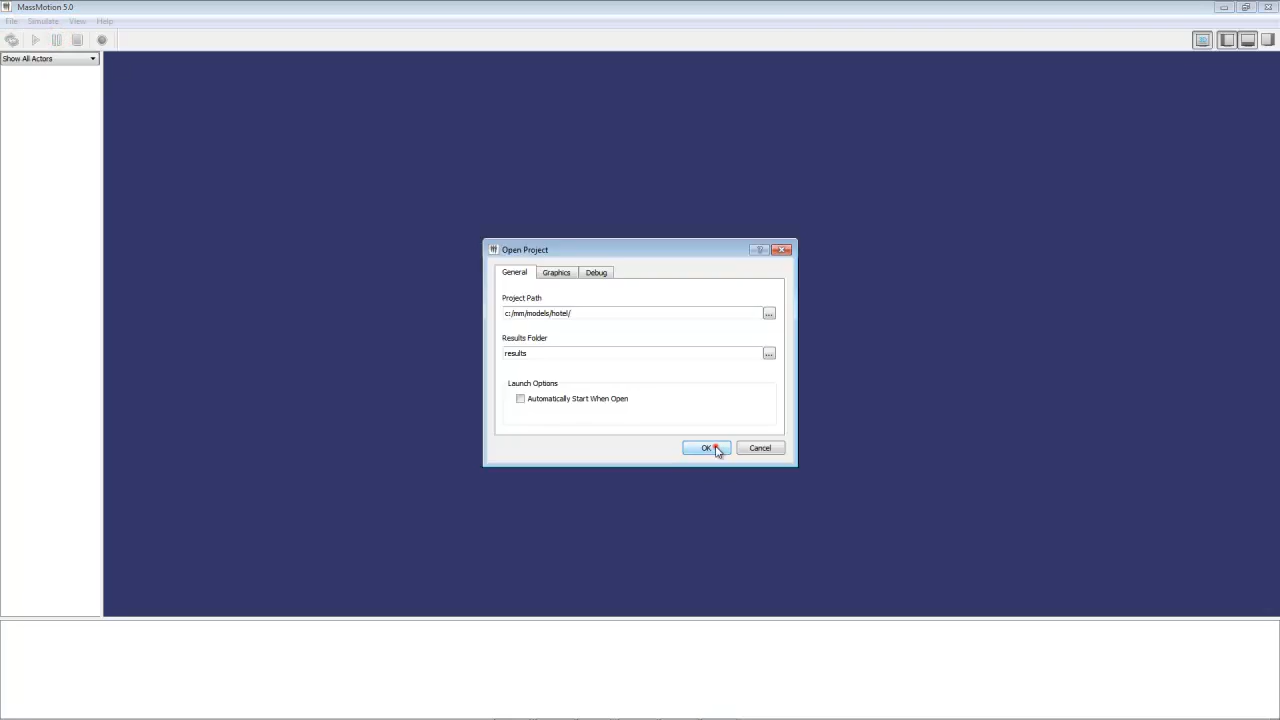 MassMotion 5.0
File Simulate View Help
Show All Actors
Open Project
General Graphics Debug
Project Path
c:/mm/models/hotel/
...
Results Folder
results
...
Launch Options
Automatically Start When Open
OK Cancel